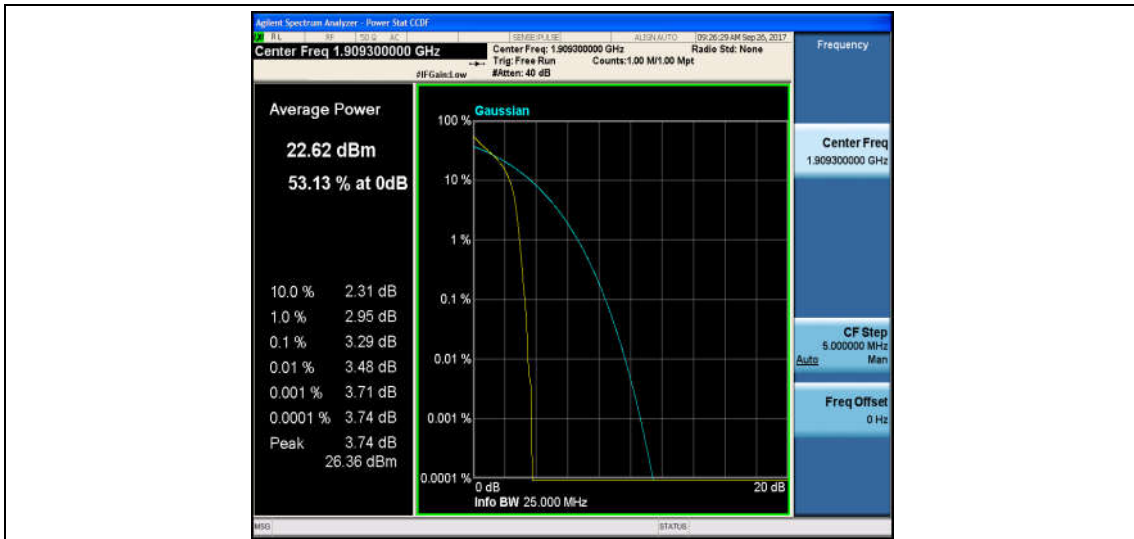 Agilent Spectrum Analyzer - Power Stat CCDF
RL RF 50 Ω AC SENSE:PULSE ALIGN AUTO 09:26:29 AM Sep 26, 2017
Center Freq 1.909300000 GHz
Center Freq: 1.909300000 GHz Radio Std: None
Trig: Free Run Counts:1.00 M/1.00 Mpt
#IFGain:Low #Atten: 40 dB
Frequency
Average Power
22.62 dBm
53.13 % at 0dB
10.0 % 2.31 dB
1.0 % 2.95 dB
0.1 % 3.29 dB
0.01 % 3.48 dB
0.001 % 3.71 dB
0.0001 % 3.74 dB
Peak 3.74 dB
26.36 dBm
Gaussian
100 %
10 %
1 %
0.1 %
0.01 %
0.001 %
0.0001 %
0 dB 20 dB
Info BW 25.000 MHz
Center Freq
1.909300000 GHz
CF Step
5.000000 MHz
Auto Man
Freq Offset
0 Hz
MSG STATUS